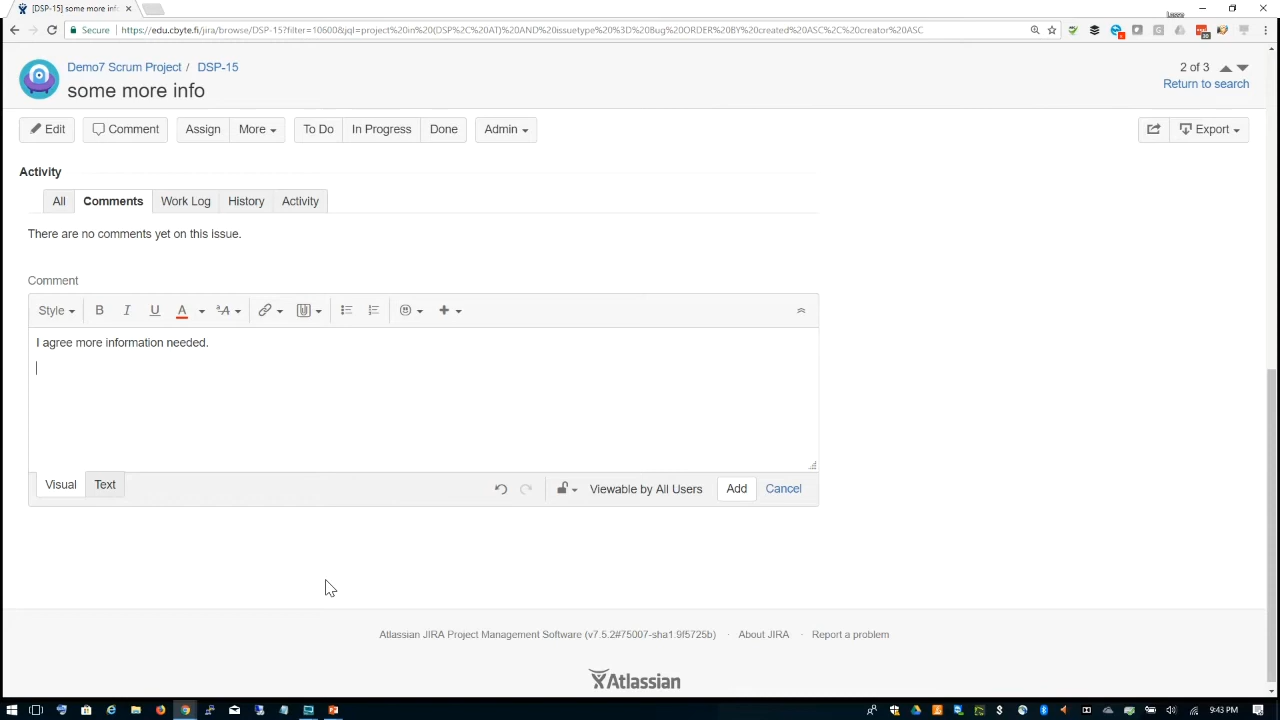 [DSP-15] some more info
Lessons
Secure
https://edu.cbyte.fi/jira/browse/DSP-15?filter=10600&jql=project%20in%20(DSP%2C%20IAT)%20AND%20issuetype%20%3D%20Bug%20ORDER%20BY%20created%20ASC%2C%20creator%20ASC
Demo7 Scrum Project / DSP-15
some more info
2 of 3
Return to search
Edit Comment Assign More To Do In Progress Done Admin Export
Activity
All Comments Work Log History Activity
There are no comments yet on this issue.
Comment
Style B I U A ªA
I agree more information needed.
Visual Text
Viewable by All Users Add Cancel
Atlassian JIRA Project Management Software (v7.5.2#75007-sha1:9f5725b) · About JIRA · Report a problem
Atlassian
9:43 PM